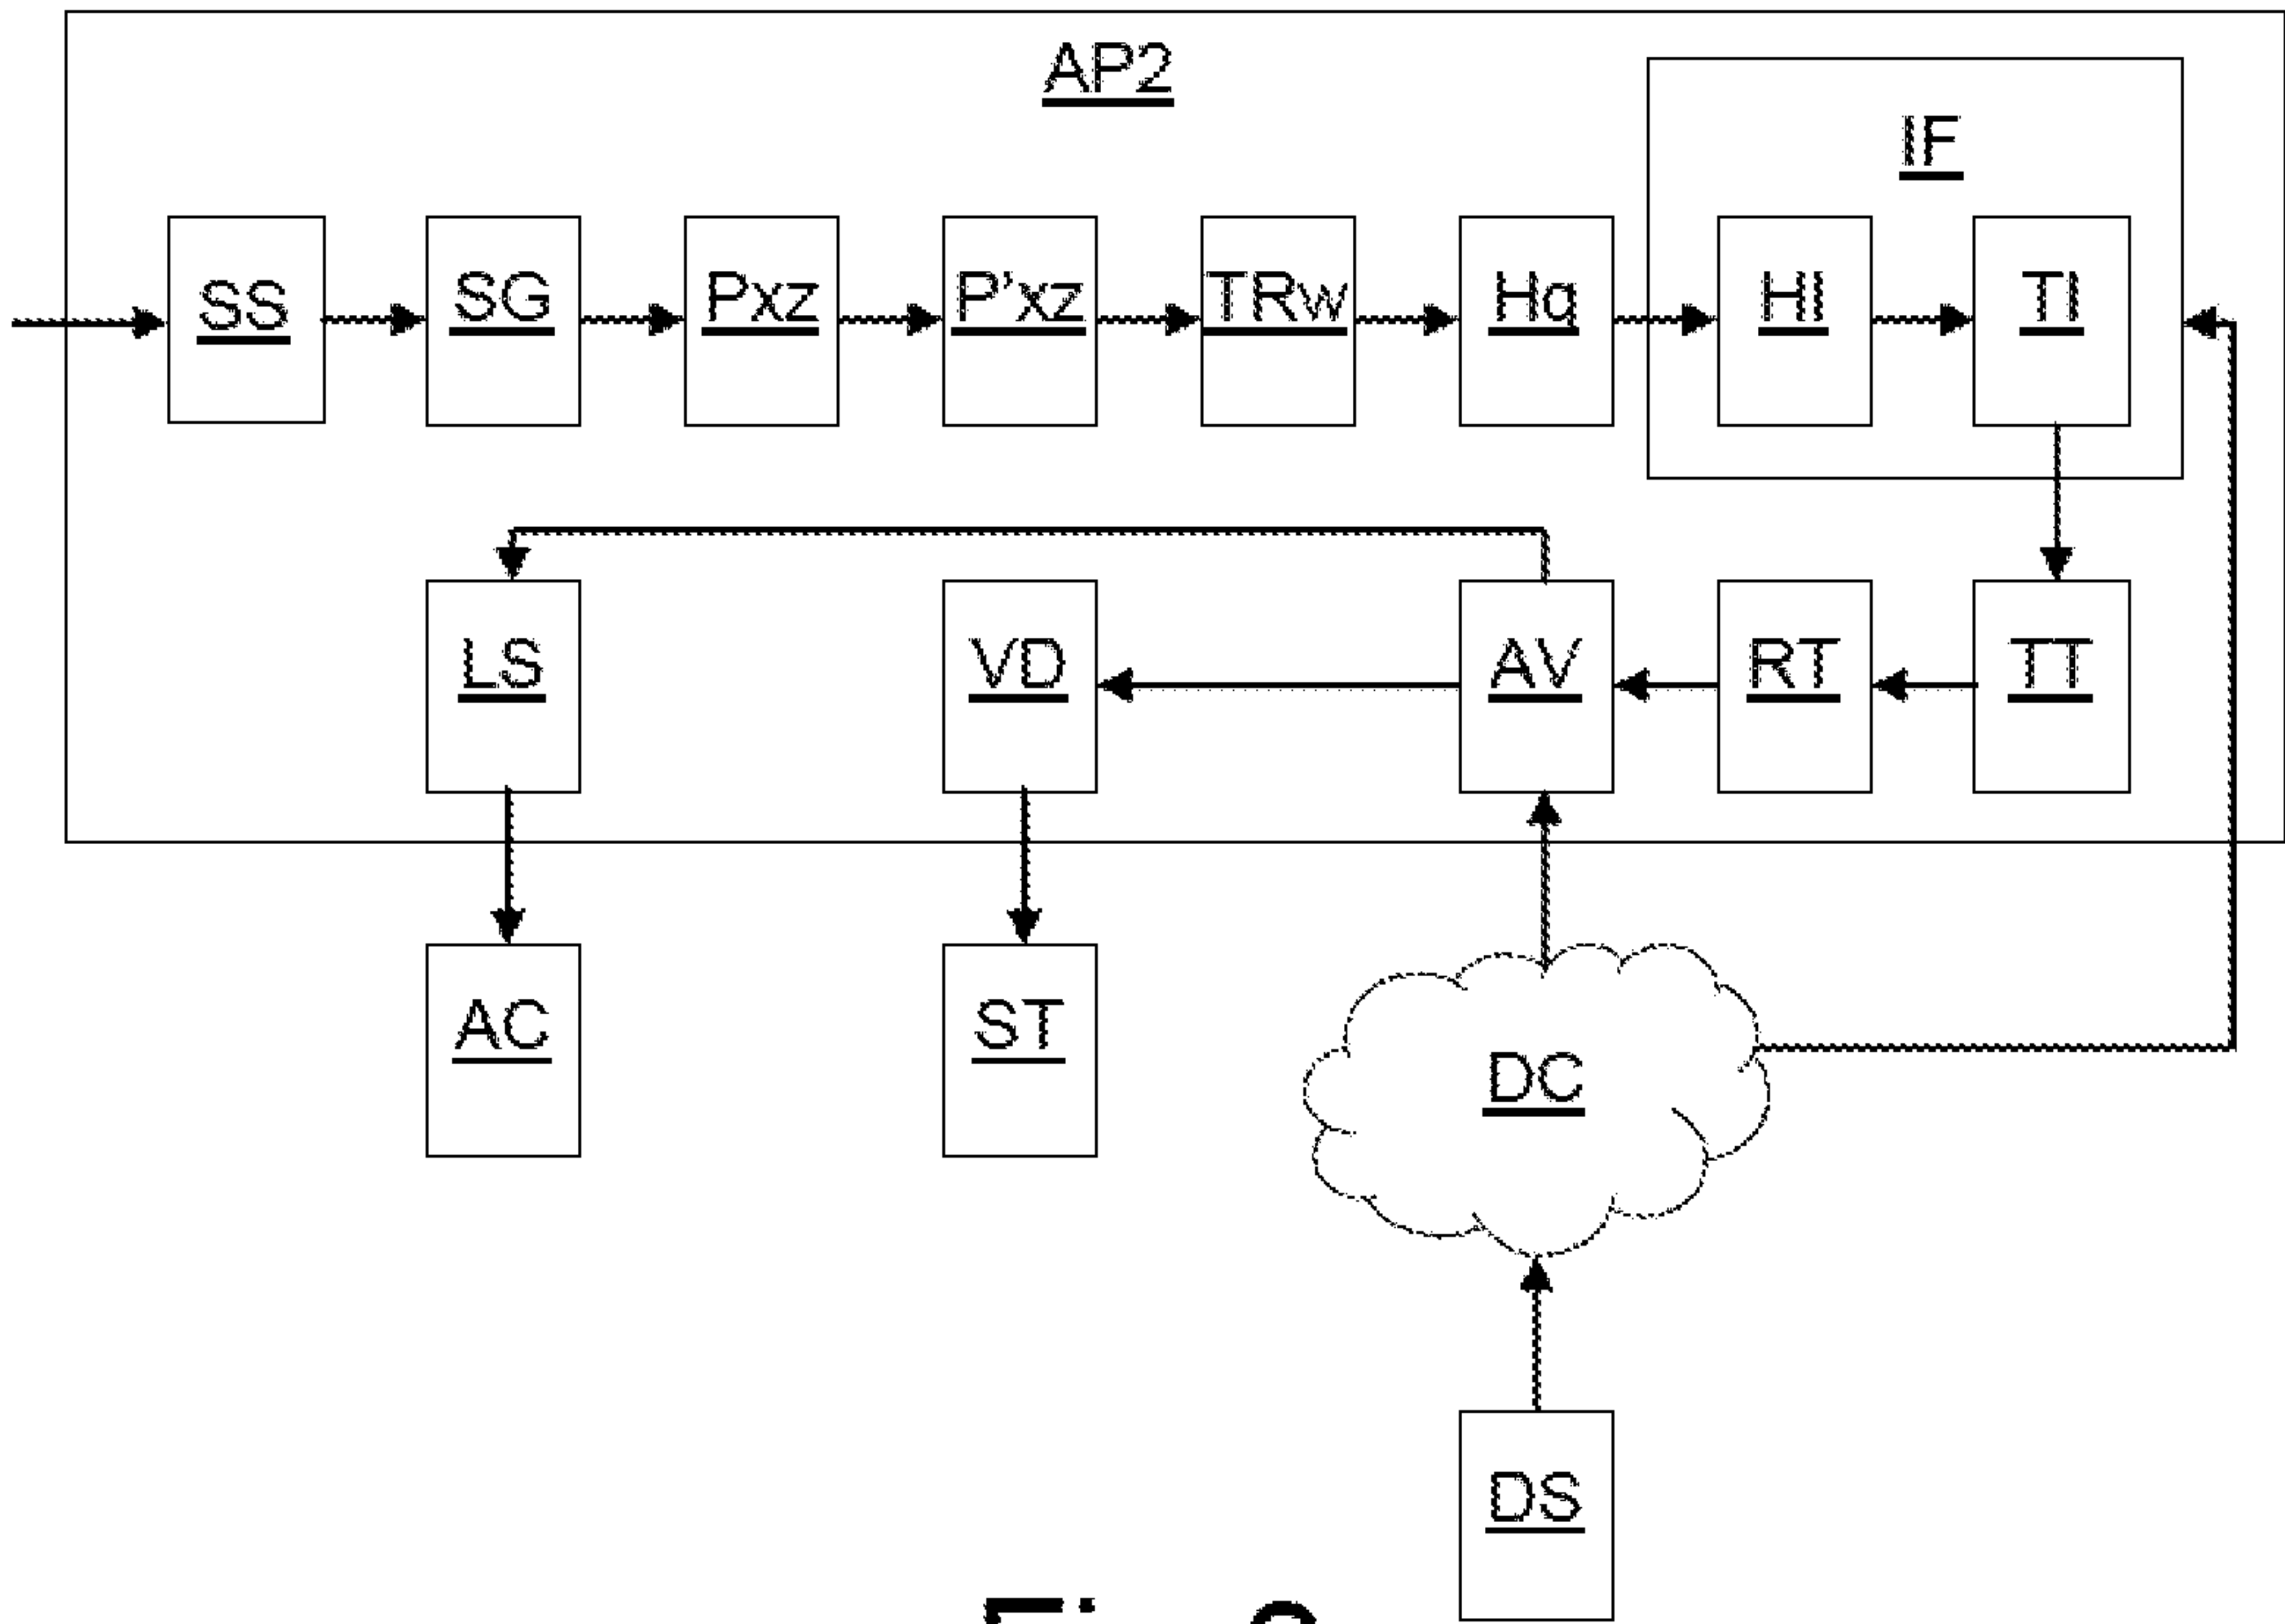 AP2
IF
SS SG Pxz P'xz TRw Hq HI TI
LS VD AV RT TT
AC ST DC
DS